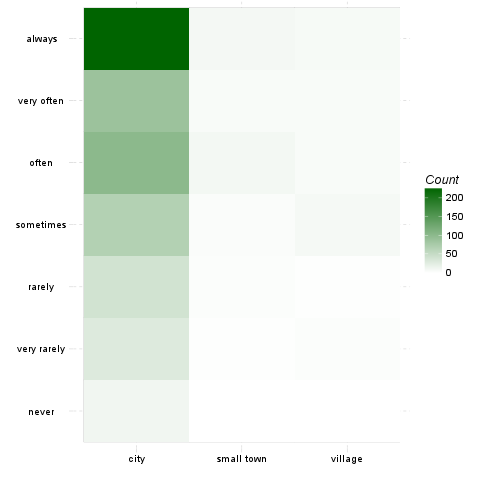 always
very often
often
sometimes
rarely
very rarely
never
city small town village
Count
200
150
100
50
0